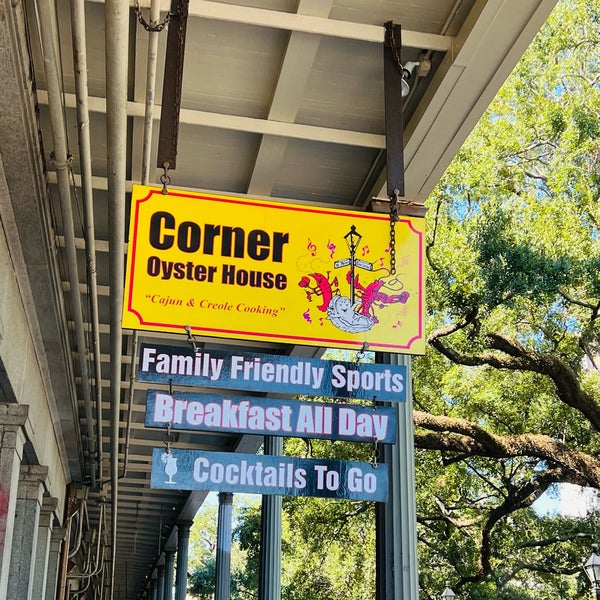 Corner
Oyster House
"Cajun & Creole Cooking"
Family Friendly Sports
Breakfast All Day
Cocktails To Go